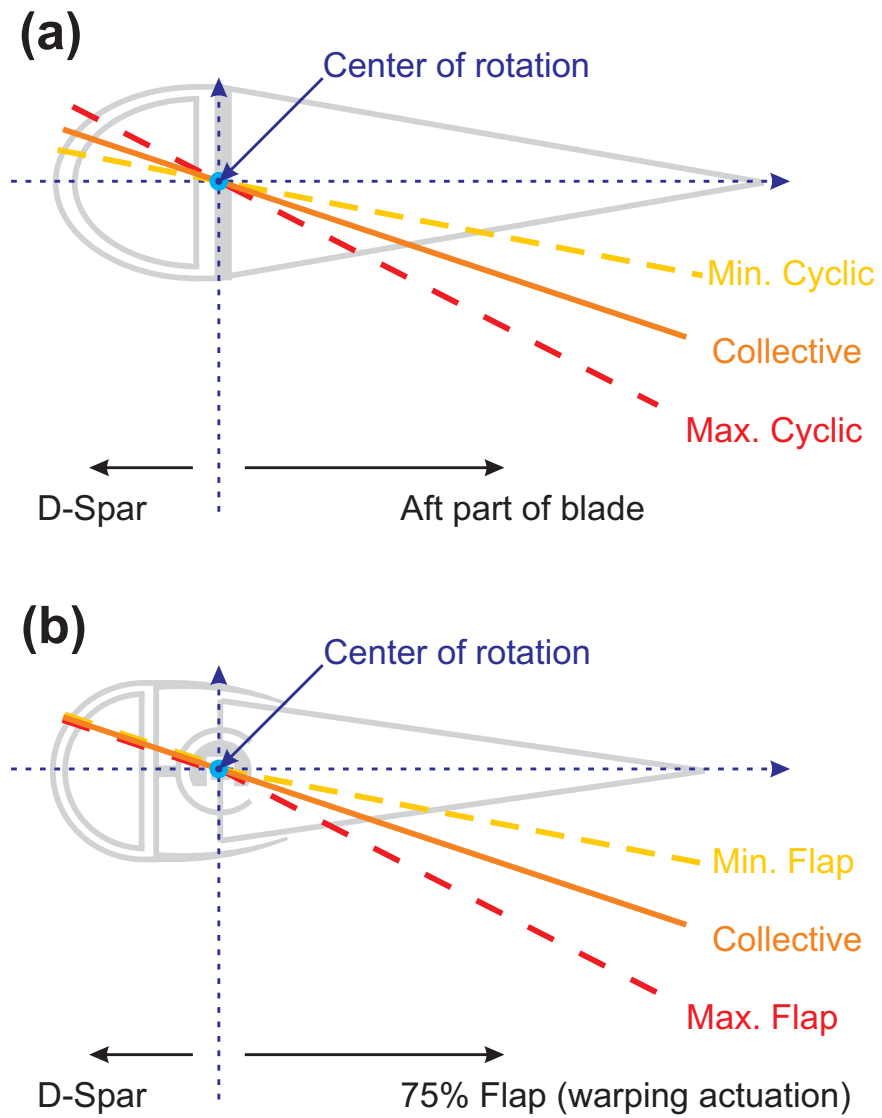 (a)
Center of rotation
Min. Cyclic
Collective
Max. Cyclic
D-Spar
Aft part of blade
(b)
Center of rotation
Min. Flap
Collective
Max. Flap
D-Spar
75% Flap (warping actuation)